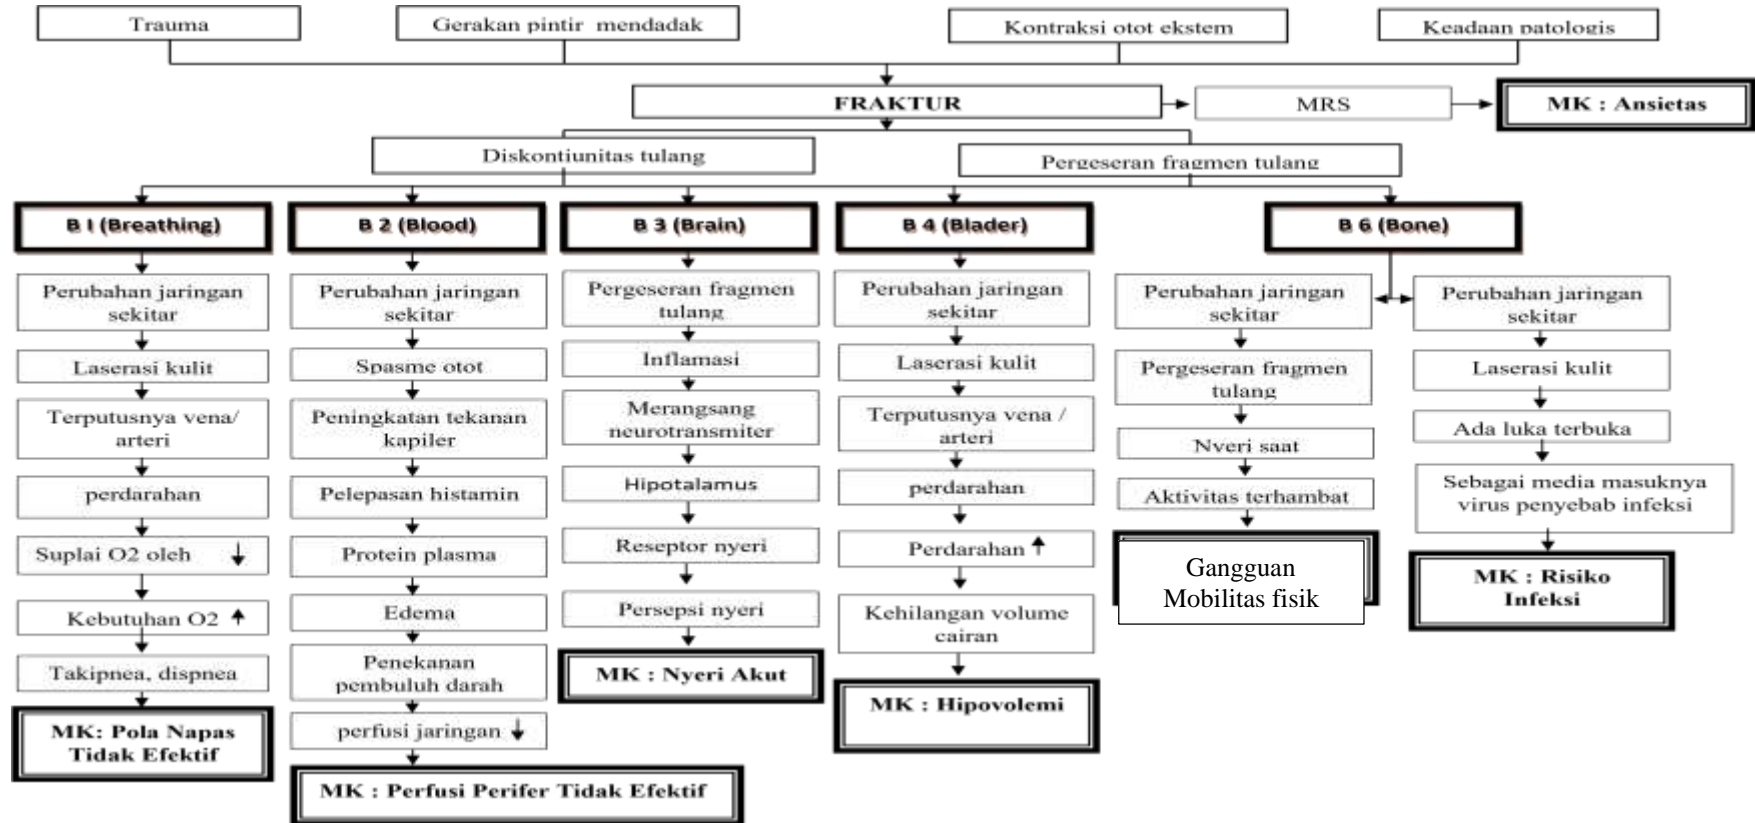 Trauma
Gerakan pintir mendadak
Kontraksi otot ekstem
Keadaan patologis
FRAKTUR
MRS
MK : Ansietas
Diskontiunitas tulang
Pergeseran fragmen tulang
B I (Breathing)
Perubahan jaringan
sekitar
Laserasi kulit
Terputusnya vena/
arteri
perdarahan
Suplai O2 oleh ↓
Kebutuhan O2 ↑
Takipnea, dispnea
MK: Pola Napas
Tidak Efektif
B 2 (Blood)
Perubahan jaringan
sekitar
Spasme otot
Peningkatan tekanan
kapiler
Pelepasan histamin
Protein plasma
Edema
Penekanan
pembuluh darah
perfusi jaringan ↓
MK : Perfusi Perifer Tidak Efektif
B 3 (Brain)
Pergeseran fragmen
tulang
Inflamasi
Merangsang
neurotransmiter
Hipotalamus
Reseptor nyeri
Persepsi nyeri
MK : Nyeri Akut
B 4 (Blader)
Perubahan jaringan
sekitar
Laserasi kulit
Terputusnya vena /
arteri
perdarahan
Perdarahan ↑
Kehilangan volume
cairan
MK : Hipovolemi
B 6 (Bone)
Perubahan jaringan
sekitar
Pergeseran fragmen
tulang
Nyeri saat
Aktivitas terhambat
Gangguan
Mobilitas fisik
Perubahan jaringan
sekitar
Laserasi kulit
Ada luka terbuka
Sebagai media masuknya
virus penyebab infeksi
MK : Risiko
Infeksi